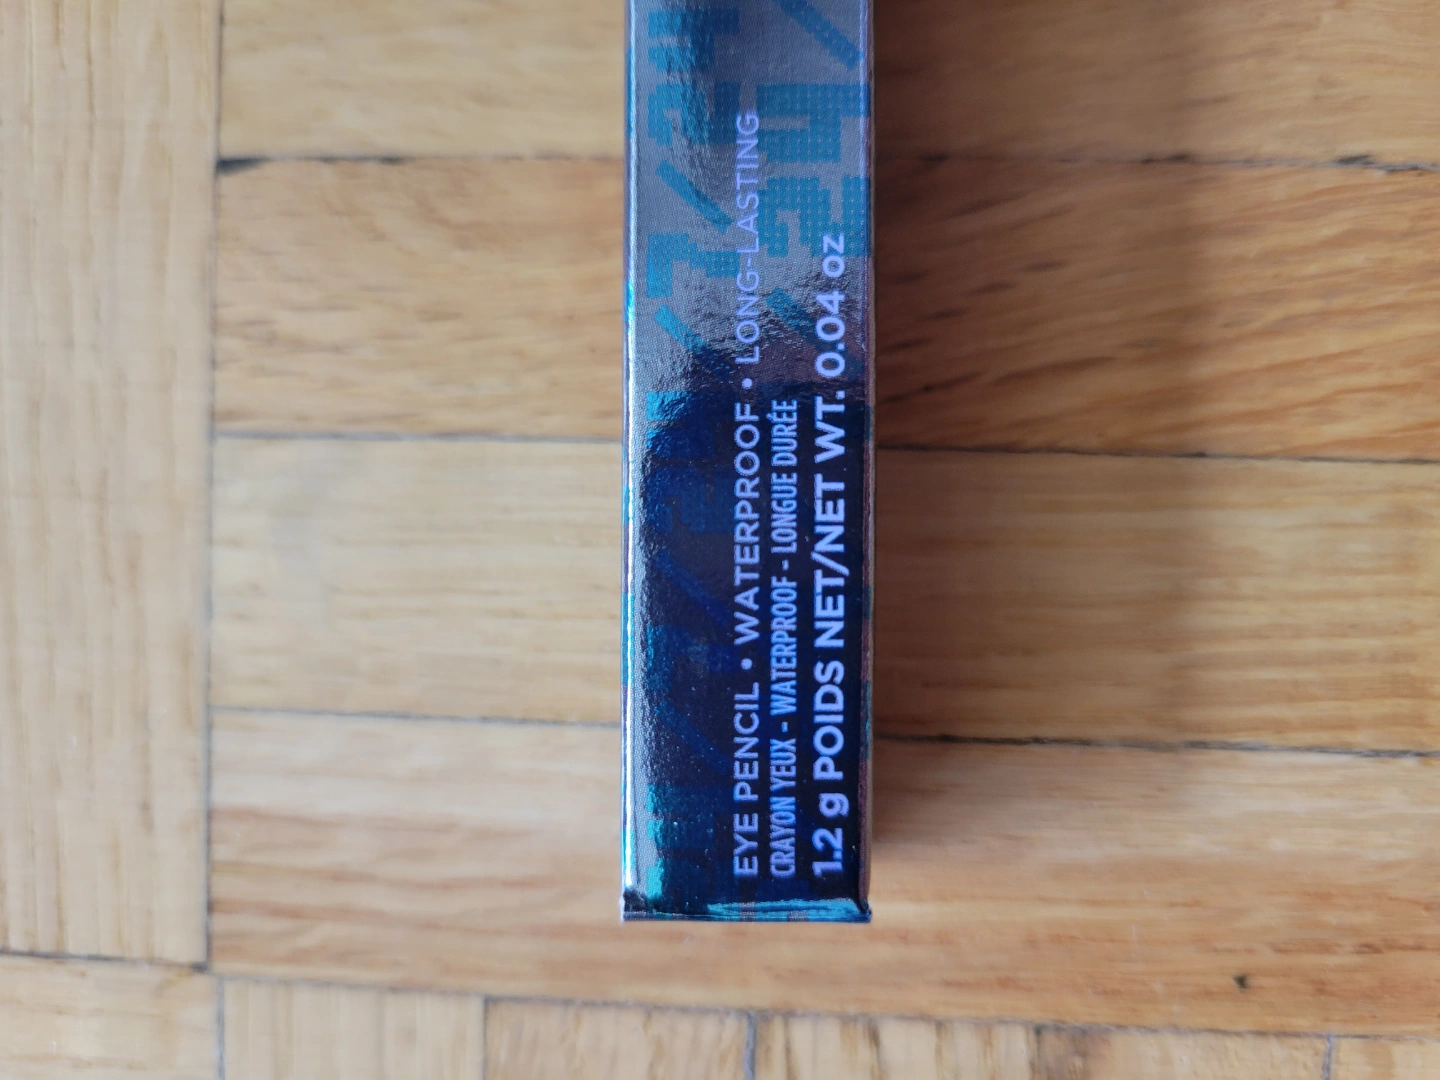 EYE PENCIL • WATERPROOF • LONG-LASTING
CRAYON YEUX - WATERPROOF - LONGUE DURÉE
1.2 g POIDS NET/NET WT. 0.04 oz